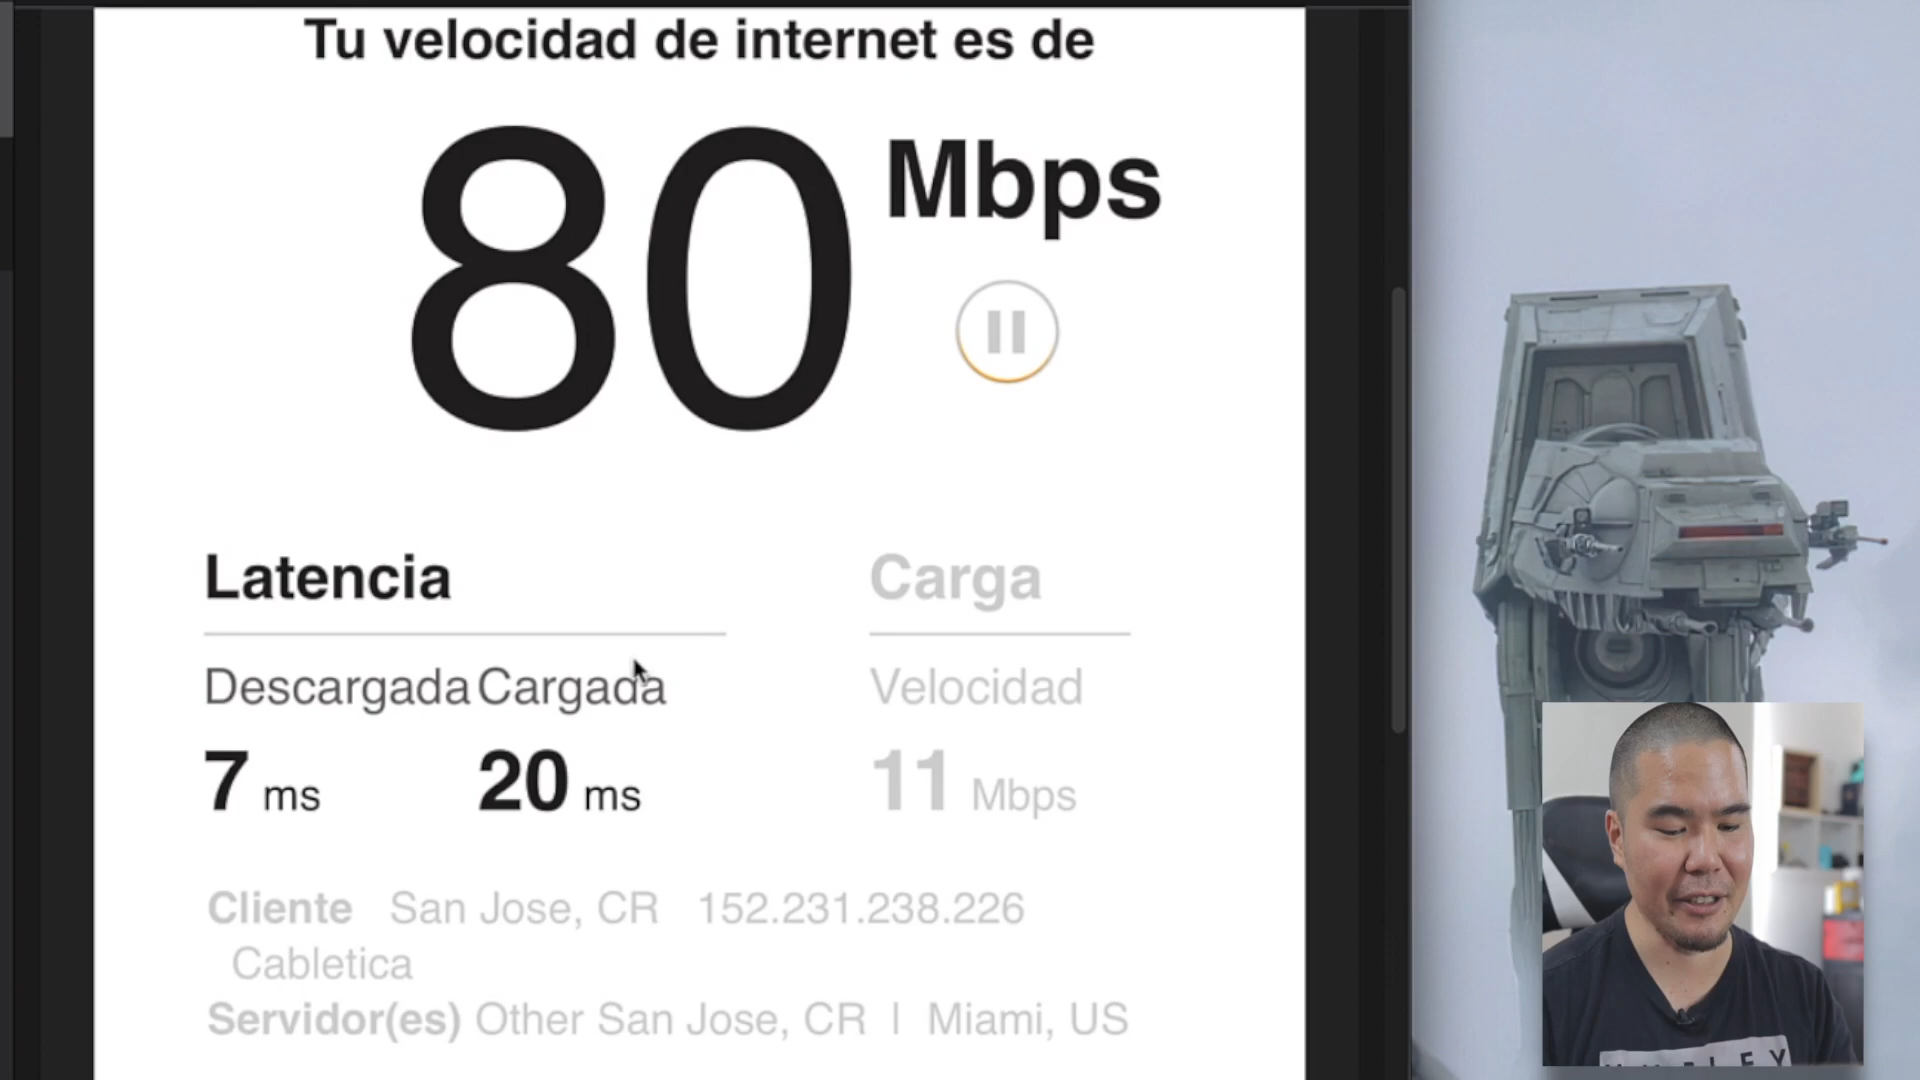 Tu velocidad de internet es de
80 Mbps
Latencia
Carga
Descargada Cargada
Velocidad
7 ms 20 ms
11 Mbps
Cliente San Jose, CR 152.231.238.226
Cabletica
Servidor(es) Other San Jose, CR | Miami, US